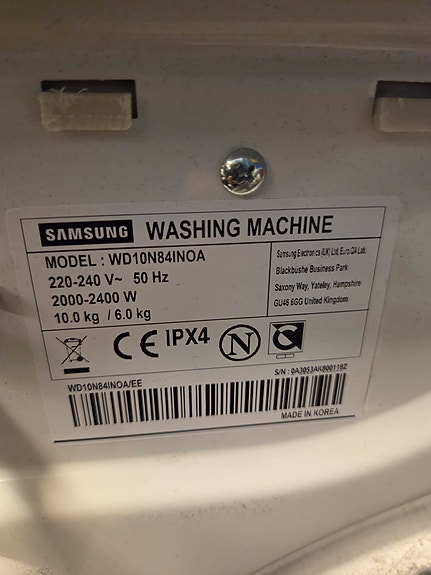 SAMSUNG WASHING MACHINE
MODEL : WD10N84INOA
220-240 V~ 50 Hz
2000-2400 W
10.0 kg / 6.0 kg
Samsung Electronics (UK) Ltd, Euro QA Lab.
Blackbushe Business Park
Saxony Way, Yateley, Hampshire
GU46 6GG United Kingdom
CE IPX4 N C
WD10N84INOA/EE
S/N : 0A3053AK800118Z
MADE IN KOREA